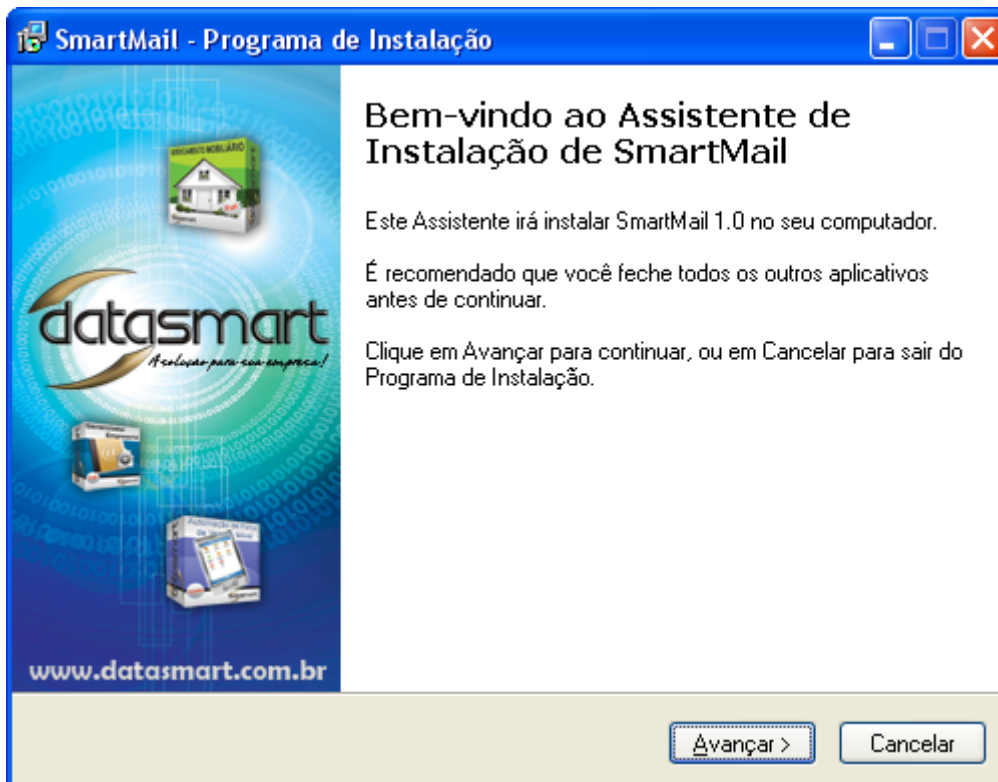 SmartMail - Programa de Instalação
Bem-vindo ao Assistente de
Instalação de SmartMail
Este Assistente irá instalar SmartMail 1.0 no seu computador.
É recomendado que você feche todos os outros aplicativos
antes de continuar.
Clique em Avançar para continuar, ou em Cancelar para sair do
Programa de Instalação.
datasmart
A solução para sua empresa!
www.datasmart.com.br
Avançar >
Cancelar